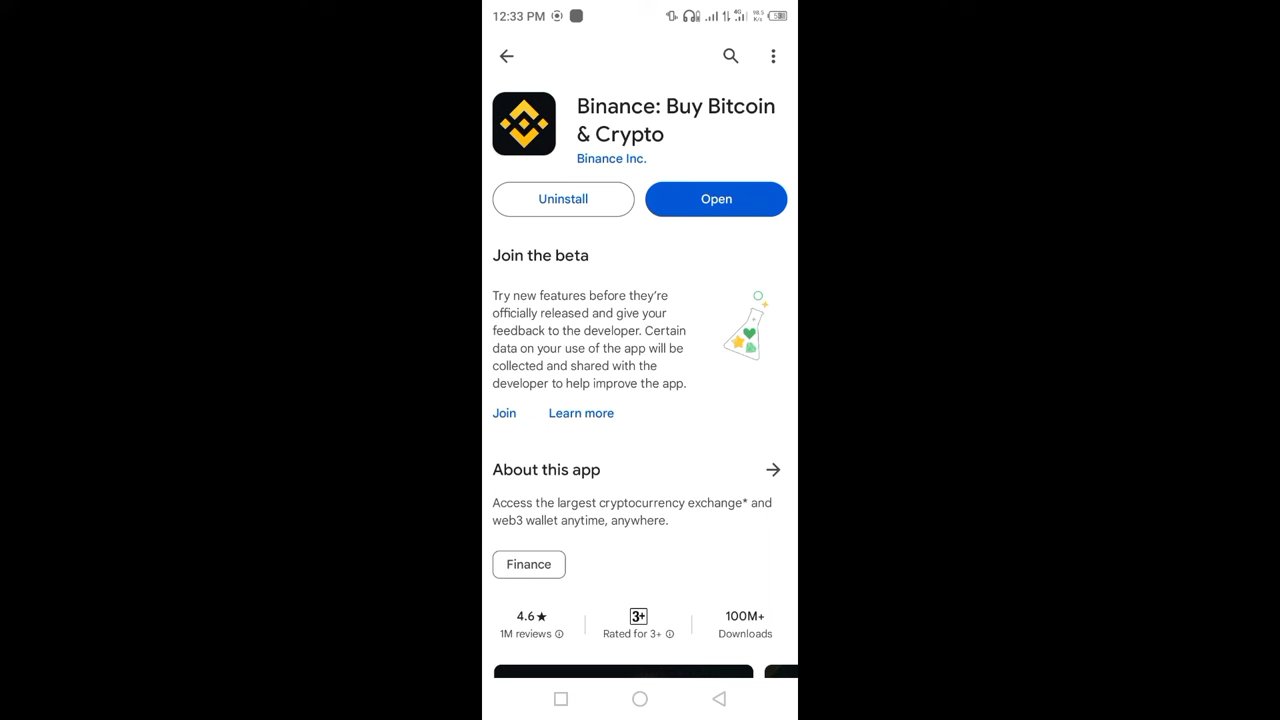 12:33 PM
Binance: Buy Bitcoin
& Crypto
Binance Inc.
Uninstall
Open
Join the beta
Try new features before they're
officially released and give your
feedback to the developer. Certain
data on your use of the app will be
collected and shared with the
developer to help improve the app.
Join
Learn more
About this app
Access the largest cryptocurrency exchange* and
web3 wallet anytime, anywhere.
Finance
4.6★
1M reviews
3+
Rated for 3+
100M+
Downloads